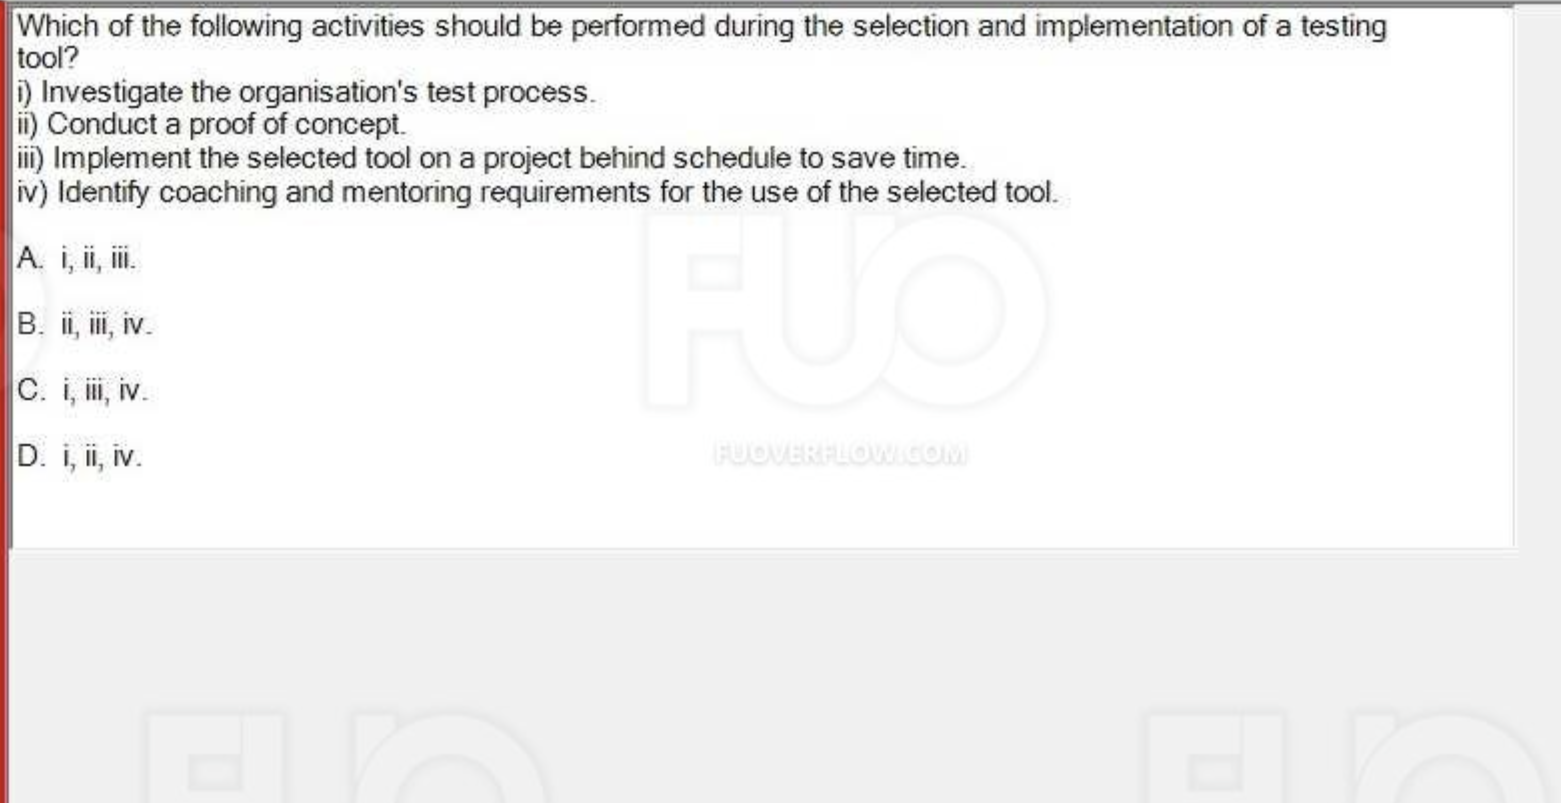 Which of the following activities should be performed during the selection and implementation of a testing
tool?
i) Investigate the organisation's test process.
ii) Conduct a proof of concept.
iii) Implement the selected tool on a project behind schedule to save time.
iv) Identify coaching and mentoring requirements for the use of the selected tool.
A. i, ii, iii.
B. ii, iii, iv.
C. i, iii, iv.
D. i, ii, iv.
FUO
FUOVERFLOW.COM